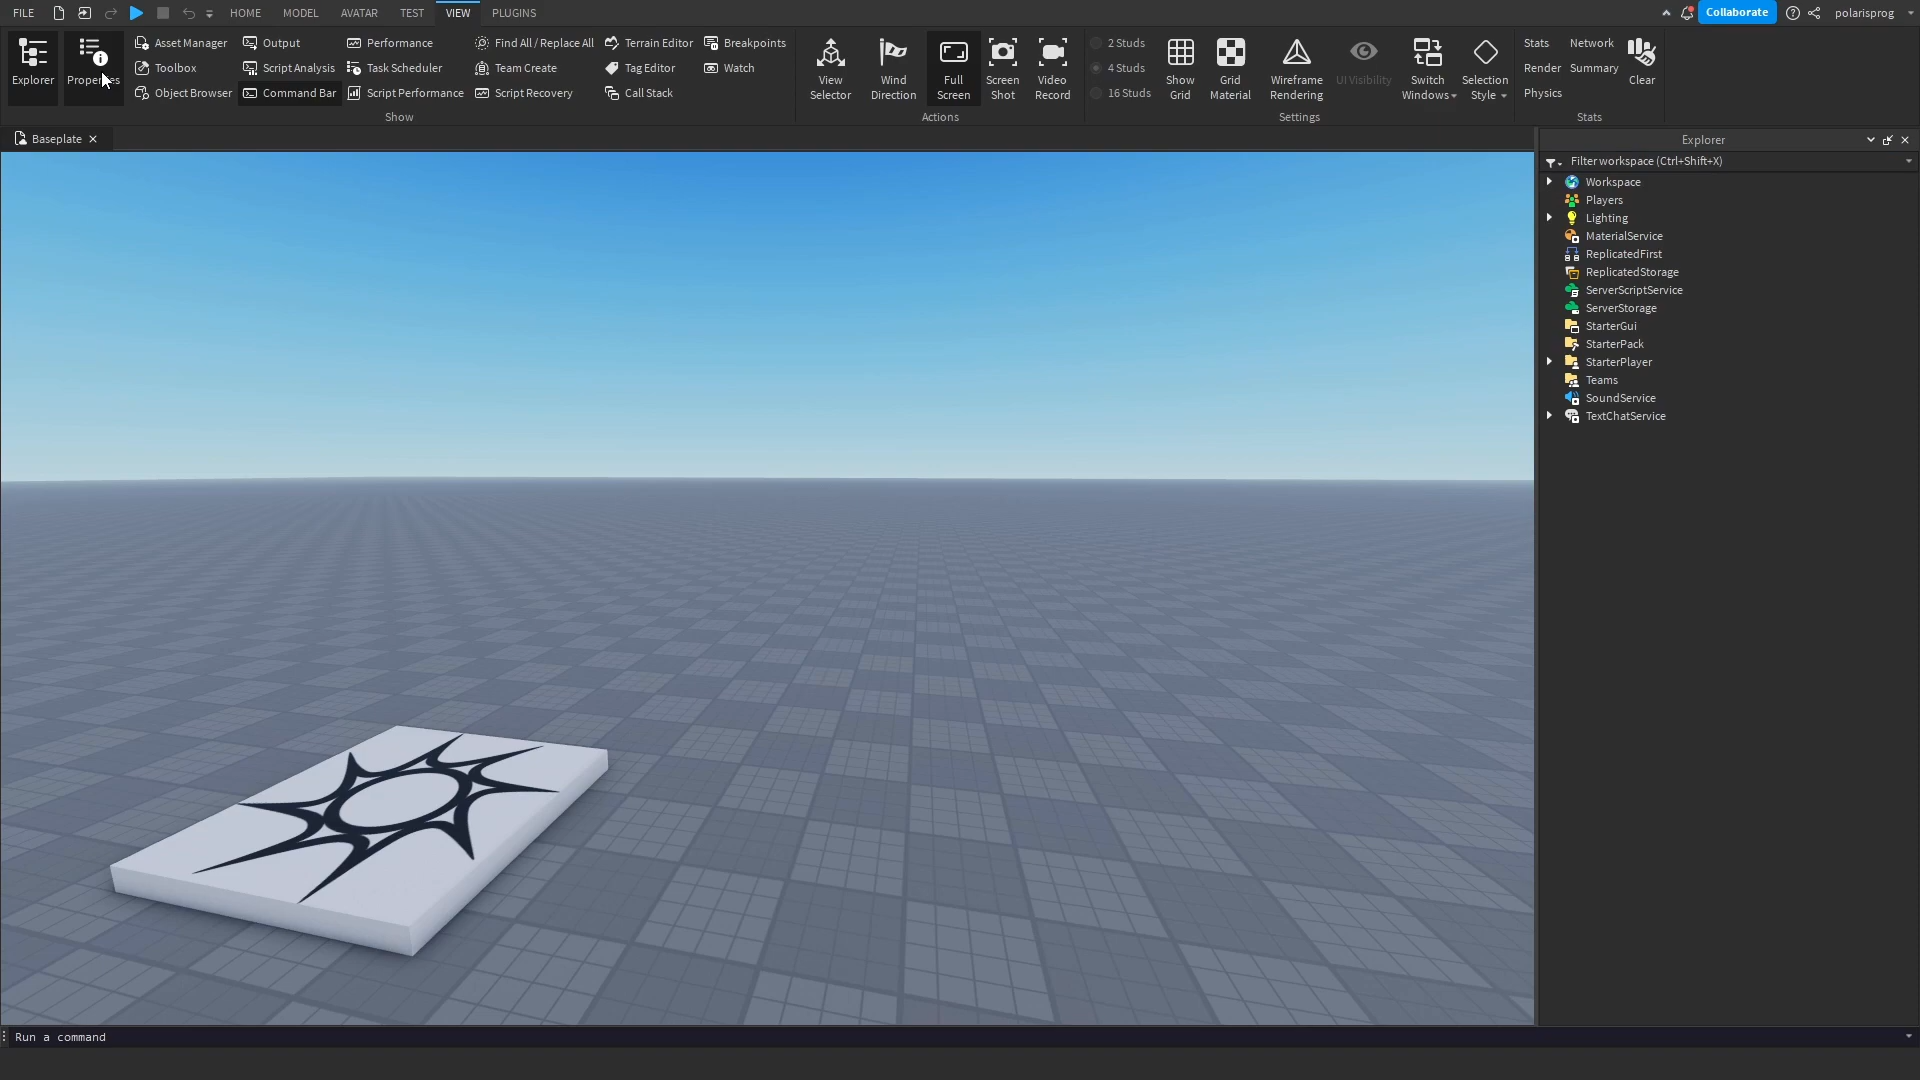 FILE HOME MODEL AVATAR TEST VIEW PLUGINS Collaborate polarisprog
Explorer
Properties
Asset Manager
Toolbox
Object Browser
Output
Script Analysis
Command Bar
Performance
Task Scheduler
Script Performance
Find All / Replace All
Team Create
Script Recovery
Terrain Editor
Tag Editor
Call Stack
Breakpoints
Watch
Show
View
Selector
Wind
Direction
Full
Screen
Screen
Shot
Video
Record
Actions
2 Studs
4 Studs
16 Studs
Show
Grid
Grid
Material
Wireframe
Rendering
UI Visibility
Switch
Windows
Selection
Style
Settings
Stats
Render
Physics
Network
Summary
Clear
Stats
Baseplate
Explorer
Filter workspace (Ctrl+Shift+X)
Workspace
Players
Lighting
MaterialService
ReplicatedFirst
ReplicatedStorage
ServerScriptService
ServerStorage
StarterGui
StarterPack
StarterPlayer
Teams
SoundService
TextChatService
Run a command